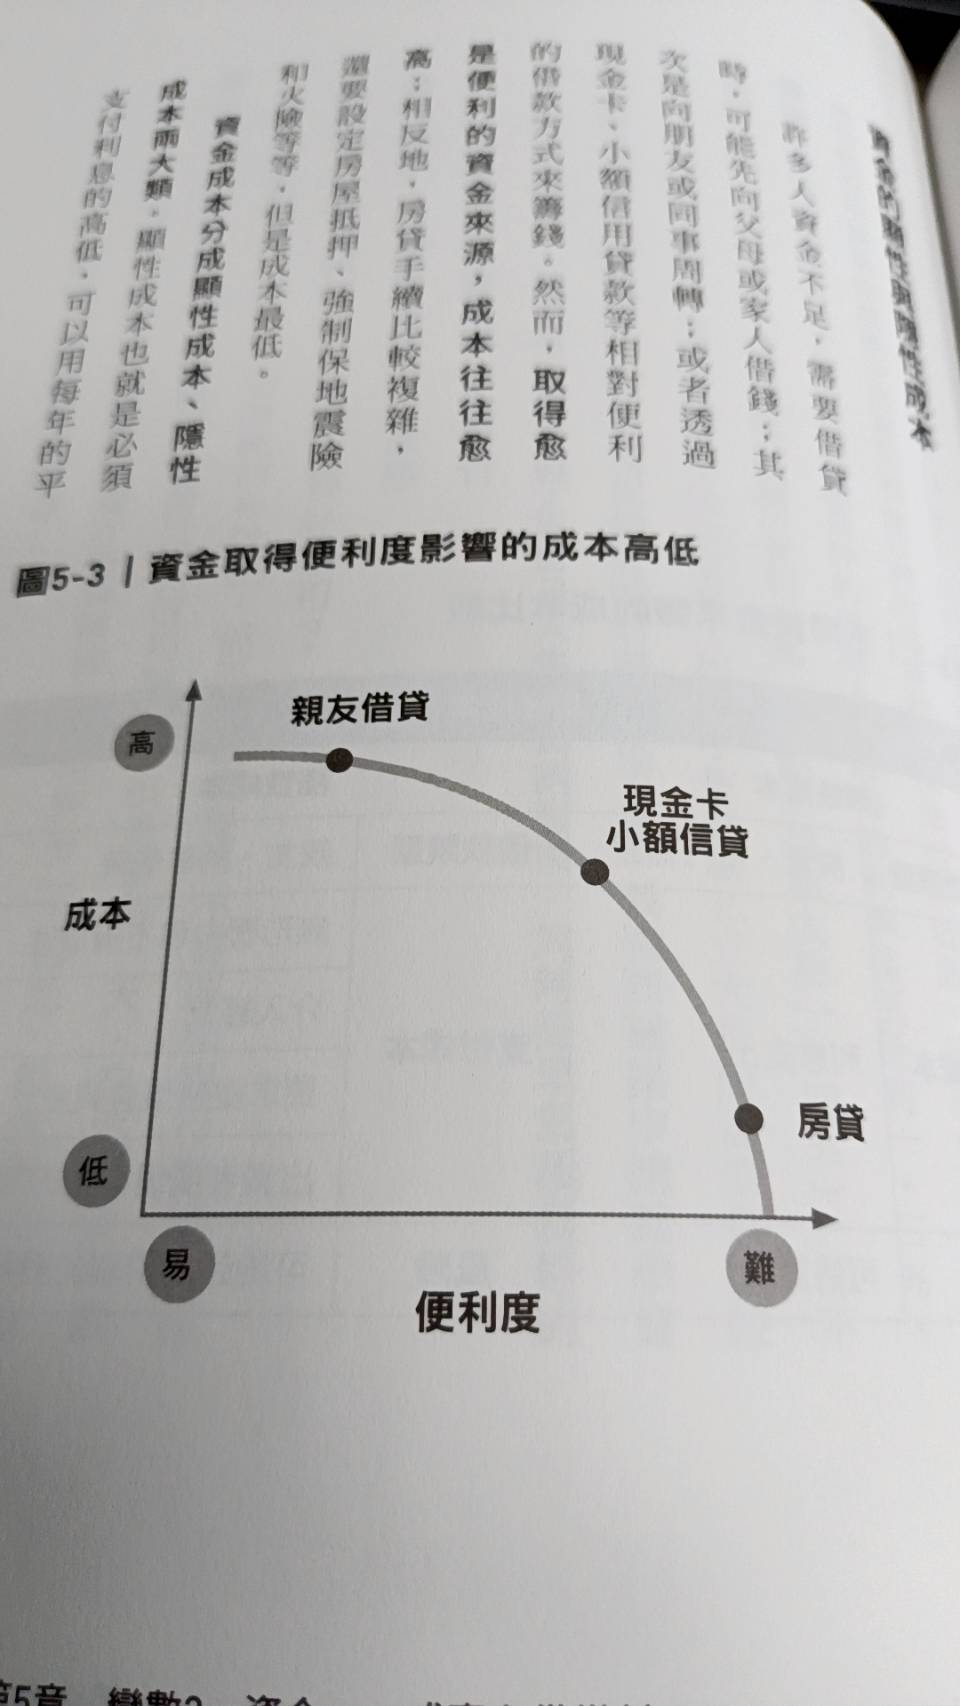 資金的顯性與隱性成本
許多人資金不足，需要借貸
時，可能先向父母或家人借錢；其
次是向朋友或同事周轉；或者透過
現金卡、小額信用貸款等相對便利
的借款方式來籌錢。然而，取得愈
是便利的資金來源，成本往往愈
高；相反地，房貸手續比較複雜，
還要設定房屋抵押、強制保地震險
和火險等等，但是成本最低。
資金成本分成顯性成本、隱性
成本兩大類。顯性成本也就是必須
支付利息的高低，可以用每年的平
圖5-3｜資金取得便利度影響的成本高低
親友借貸
高
現金卡
小額信貸
成本
房貸
低
易
難
便利度
第5章 變數2